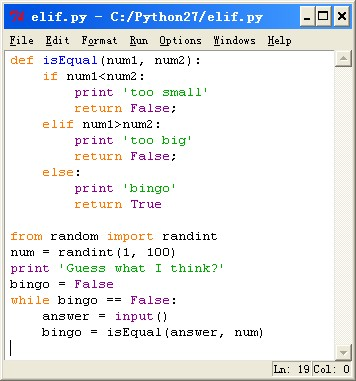 elif.py - C:/Python27/elif.py
File Edit Format Run Options Windows Help
def isEqual(num1, num2):
    if num1<num2:
        print 'too small'
        return False;
    elif num1>num2:
        print 'too big'
        return False;
    else:
        print 'bingo'
        return True

from random import randint
num = randint(1, 100)
print 'Guess what I think?'
bingo = False
while bingo == False:
    answer = input()
    bingo = isEqual(answer, num)
Ln: 19 Col: 0